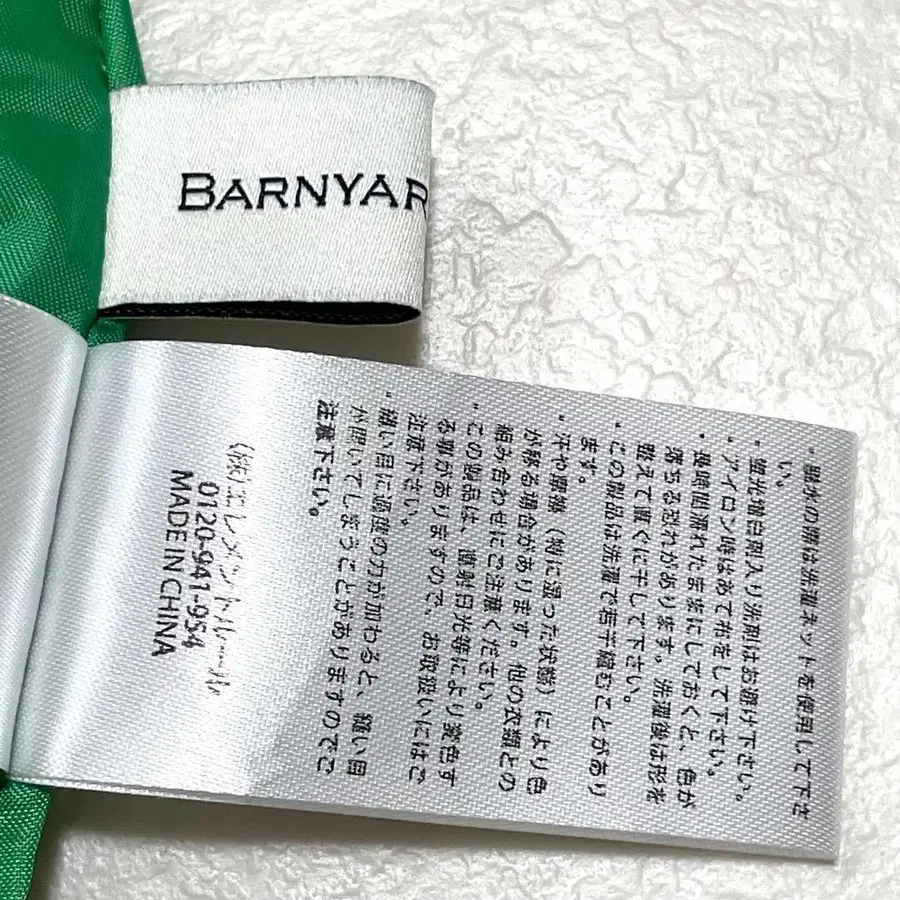 BARNYAR
・脱水の際は洗濯ネットを使用して下さ
い。
・蛍光増白剤入り洗剤はお避け下さい。
・アイロン時はあて布をして下さい。
・長時間濡れたままにしておくと、色が
落ちる恐れがあります。洗濯後は形を
整えて直ぐに干して下さい。
・この製品は洗濯で若干縮むことがあり
ます。
・汗や摩擦（特に湿った状態）により色
が移る場合があります。他の衣類との
組み合わせにご注意ください。
・この製品は、直射日光等により変色す
る事がありますので、お取扱いにはご
注意下さい。
・縫い目に過激の力が加わると、縫い目
が開いてしまうことがありますのでご
注意下さい。
(株)エレメントルール
0120-941-954
MADE IN CHINA